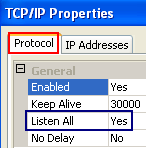 TCP/IP Properties
Protocol IP Addresses
General
Enabled Yes
Keep Alive 30000
Listen All Yes
No Delay No